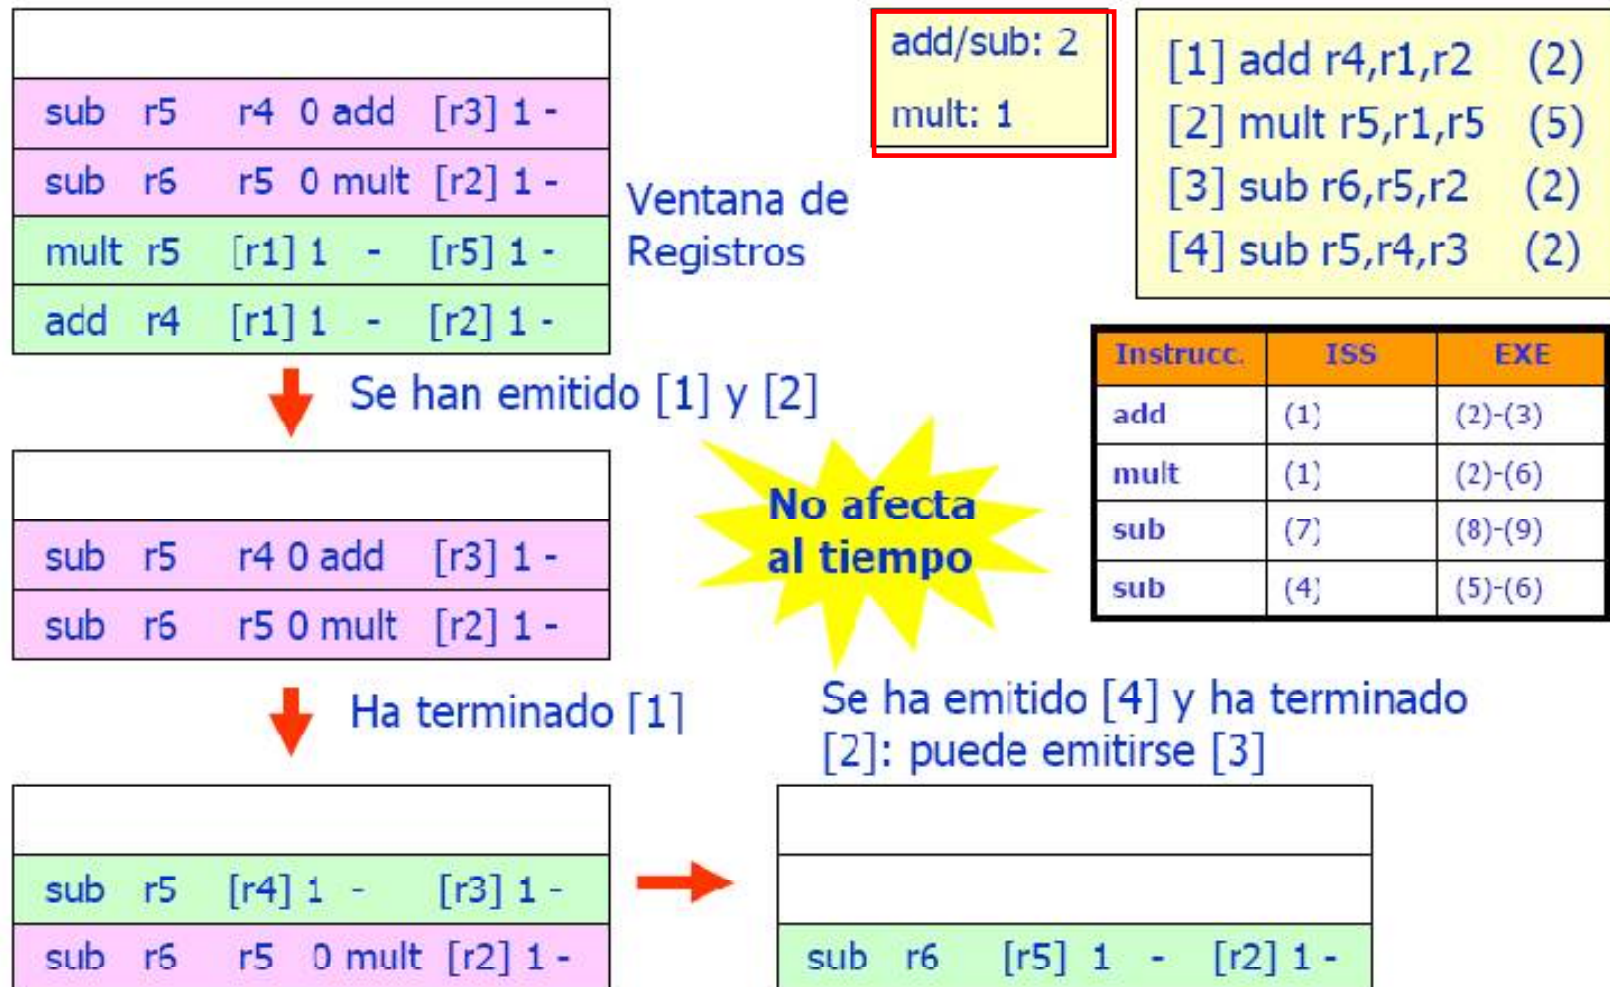 sub r5 r4 0 add [r3] 1 -
sub r6 r5 0 mult [r2] 1 -
mult r5 [r1] 1 - [r5] 1 -
add r4 [r1] 1 - [r2] 1 -
Ventana de
Registros
add/sub: 2
mult: 1
[1] add r4,r1,r2 (2)
[2] mult r5,r1,r5 (5)
[3] sub r6,r5,r2 (2)
[4] sub r5,r4,r3 (2)
Se han emitido [1] y [2]
Instrucc. ISS EXE
add (1) (2)-(3)
mult (1) (2)-(6)
sub (7) (8)-(9)
sub (4) (5)-(6)
No afecta
al tiempo
sub r5 r4 0 add [r3] 1 -
sub r6 r5 0 mult [r2] 1 -
Ha terminado [1]
Se ha emitido [4] y ha terminado
[2]: puede emitirse [3]
sub r5 [r4] 1 - [r3] 1 -
sub r6 r5 0 mult [r2] 1 -
sub r6 [r5] 1 - [r2] 1 -